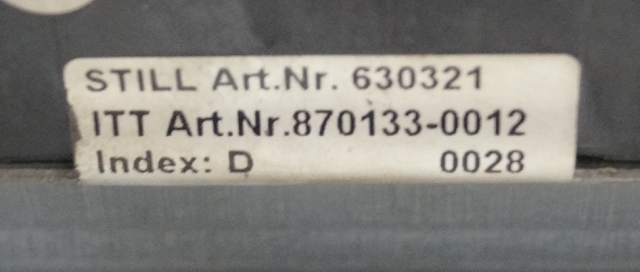 STILL Art.Nr. 630321
ITT Art.Nr.870133-0012
Index: D 0028